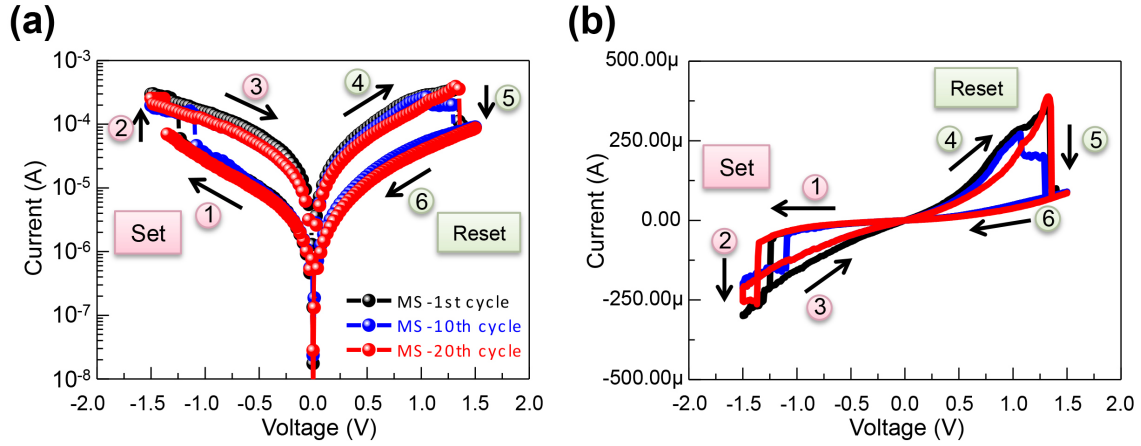 (a)
10⁻³
10⁻⁴
10⁻⁵
10⁻⁶
10⁻⁷
10⁻⁸
Current (A)
3
4
5
2
1
6
Set
Reset
MS -1st cycle
MS -10th cycle
MS -20th cycle
-2.0 -1.5 -1.0 -0.5 0.0 0.5 1.0 1.5 2.0
Voltage (V)
(b)
500.00µ
250.00µ
0.00
-250.00µ
-500.00µ
Current (A)
Reset
4
5
Set
1
6
2
3
-2.0 -1.5 -1.0 -0.5 0.0 0.5 1.0 1.5 2.0
Voltage (V)